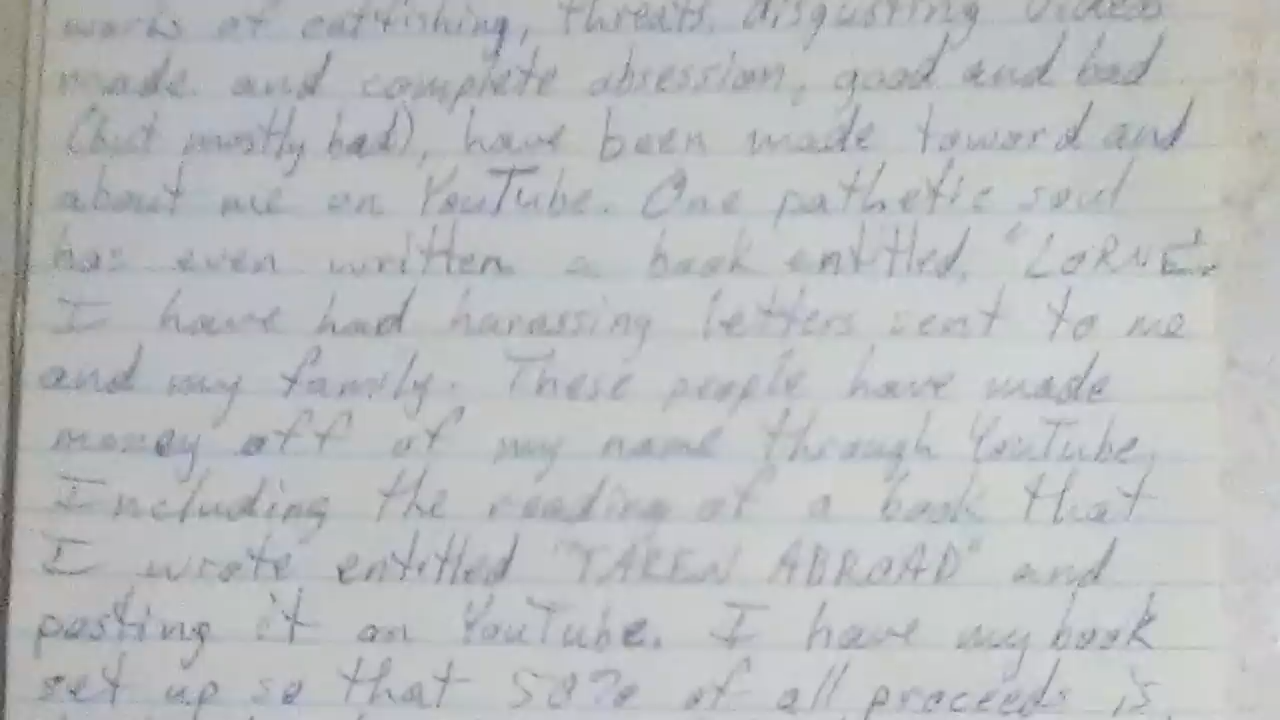 works of catfishing, threats, disgusting videos
made and complete obsession, good and bad
(but mostly bad), have been made toward and
about me on YouTube. One pathetic soul
has even written a book entitled, "LORNE".
I have had harassing letters sent to me
and my family. These people have made
money off of my name through YouTube,
Including the reading of a book that
I wrote entitled "TAKEN ABROAD" and
posting it on YouTube. I have my book
set up so that 50% of all proceeds is